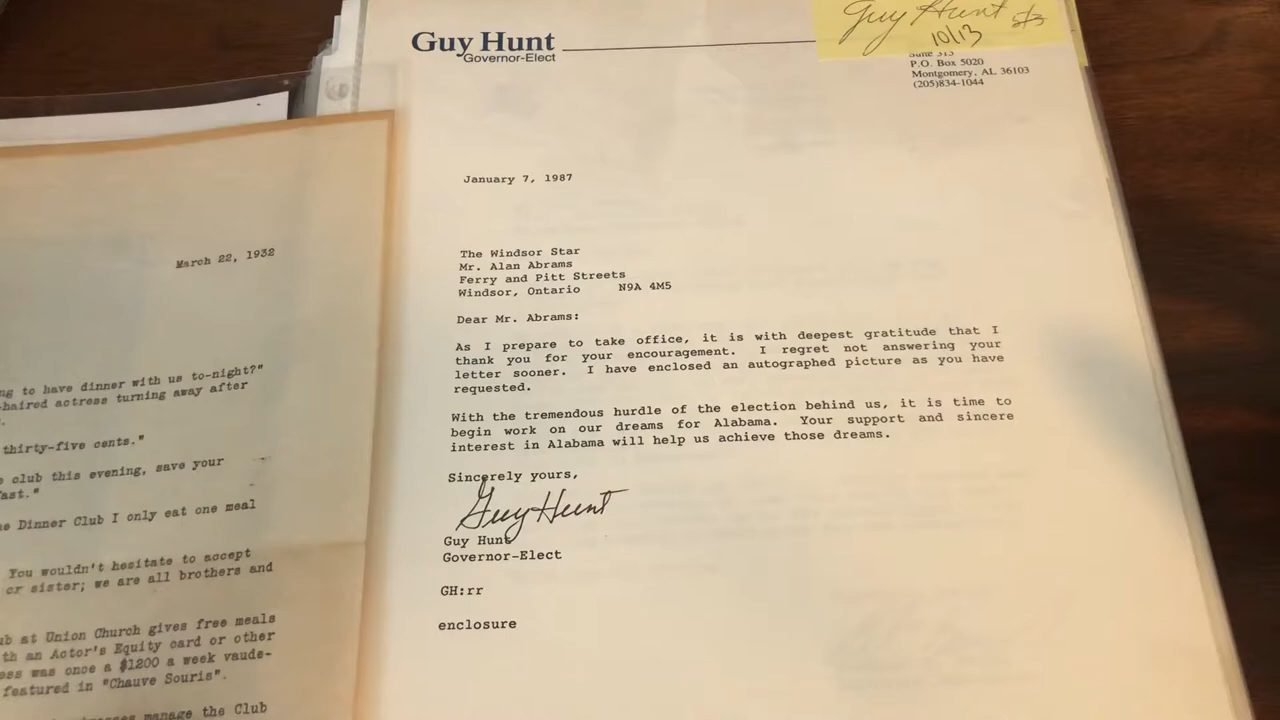 March 22, 1932
ng to have dinner with us to-night?"
-haired actress turning away after
thirty-five cents."
club this evening, save your
fast."
Dinner Club I only eat one meal
You wouldn't hesitate to accept
or sister; we are all brothers and
ub at Union Church gives free meals
th an Actor's Equity card or other
ess was once a $1200 a week vaude-
featured in "Chauve Souris".
manage the Club
Guy Hunt
10/13
Guy Hunt
Governor-Elect
Suite 315
P.O. Box 5020
Montgomery, AL 36103
(205)834-1044
January 7, 1987
The Windsor Star
Mr. Alan Abrams
Ferry and Pitt Streets
Windsor, Ontario N9A 4M5
Dear Mr. Abrams:
As I prepare to take office, it is with deepest gratitude that I
thank you for your encouragement. I regret not answering your
letter sooner. I have enclosed an autographed picture as you have
requested.
With the tremendous hurdle of the election behind us, it is time to
begin work on our dreams for Alabama. Your support and sincere
interest in Alabama will help us achieve those dreams.
Sincerely yours,
Guy Hunt
Guy Hunt
Governor-Elect
GH:rr
enclosure